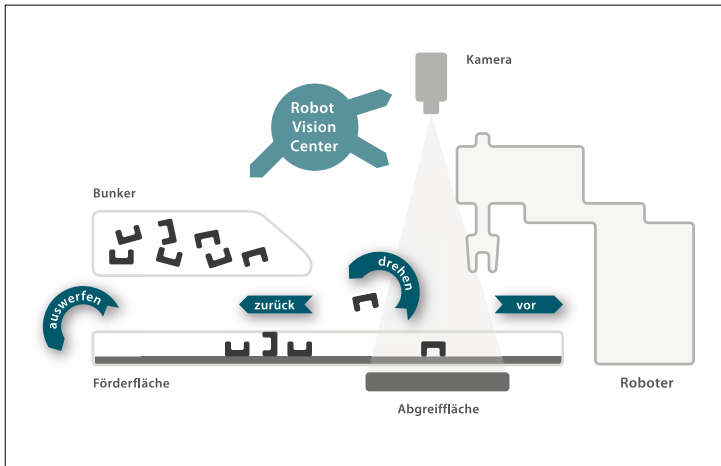 Kamera
Robot
Vision
Center
Bunker
drehen
auswerfen
zurück
vor
Förderfläche
Abgreiffläche
Roboter